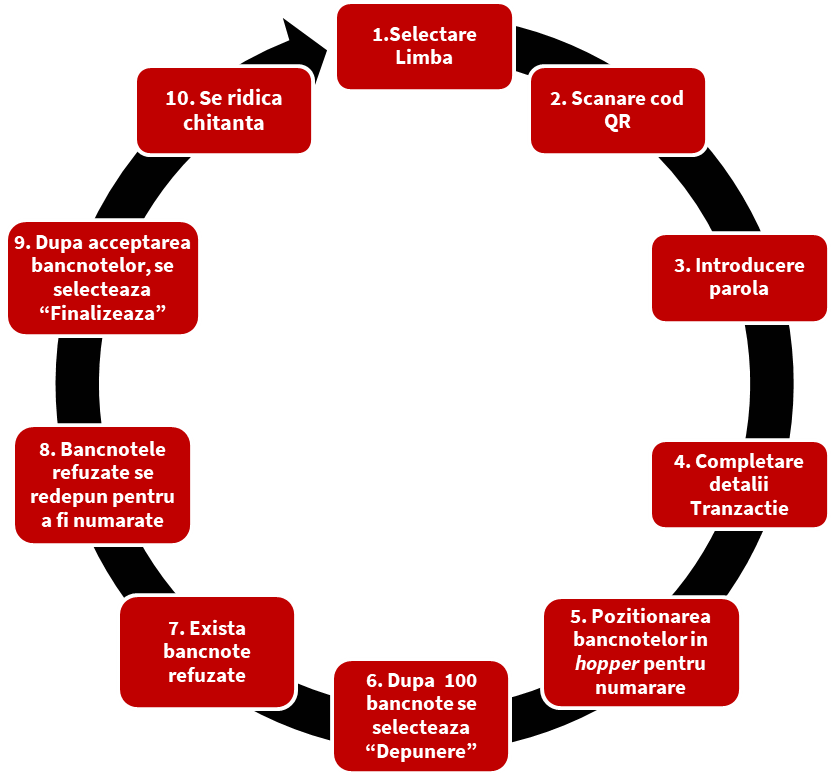 1.Selectare
Limba
2. Scanare cod
QR
3. Introducere
parola
4. Completare
detalii
Tranzactie
5. Pozitionarea
bancnotelor in
hopper pentru
numarare
6. Dupa 100
bancnote se
selecteaza
“Depunere”
7. Exista
bancnote
refuzate
8. Bancnotele
refuzate se
redepun pentru
a fi numarate
9. Dupa acceptarea
bancnotelor, se
selecteaza
“Finalizeaza”
10. Se ridica
chitanta